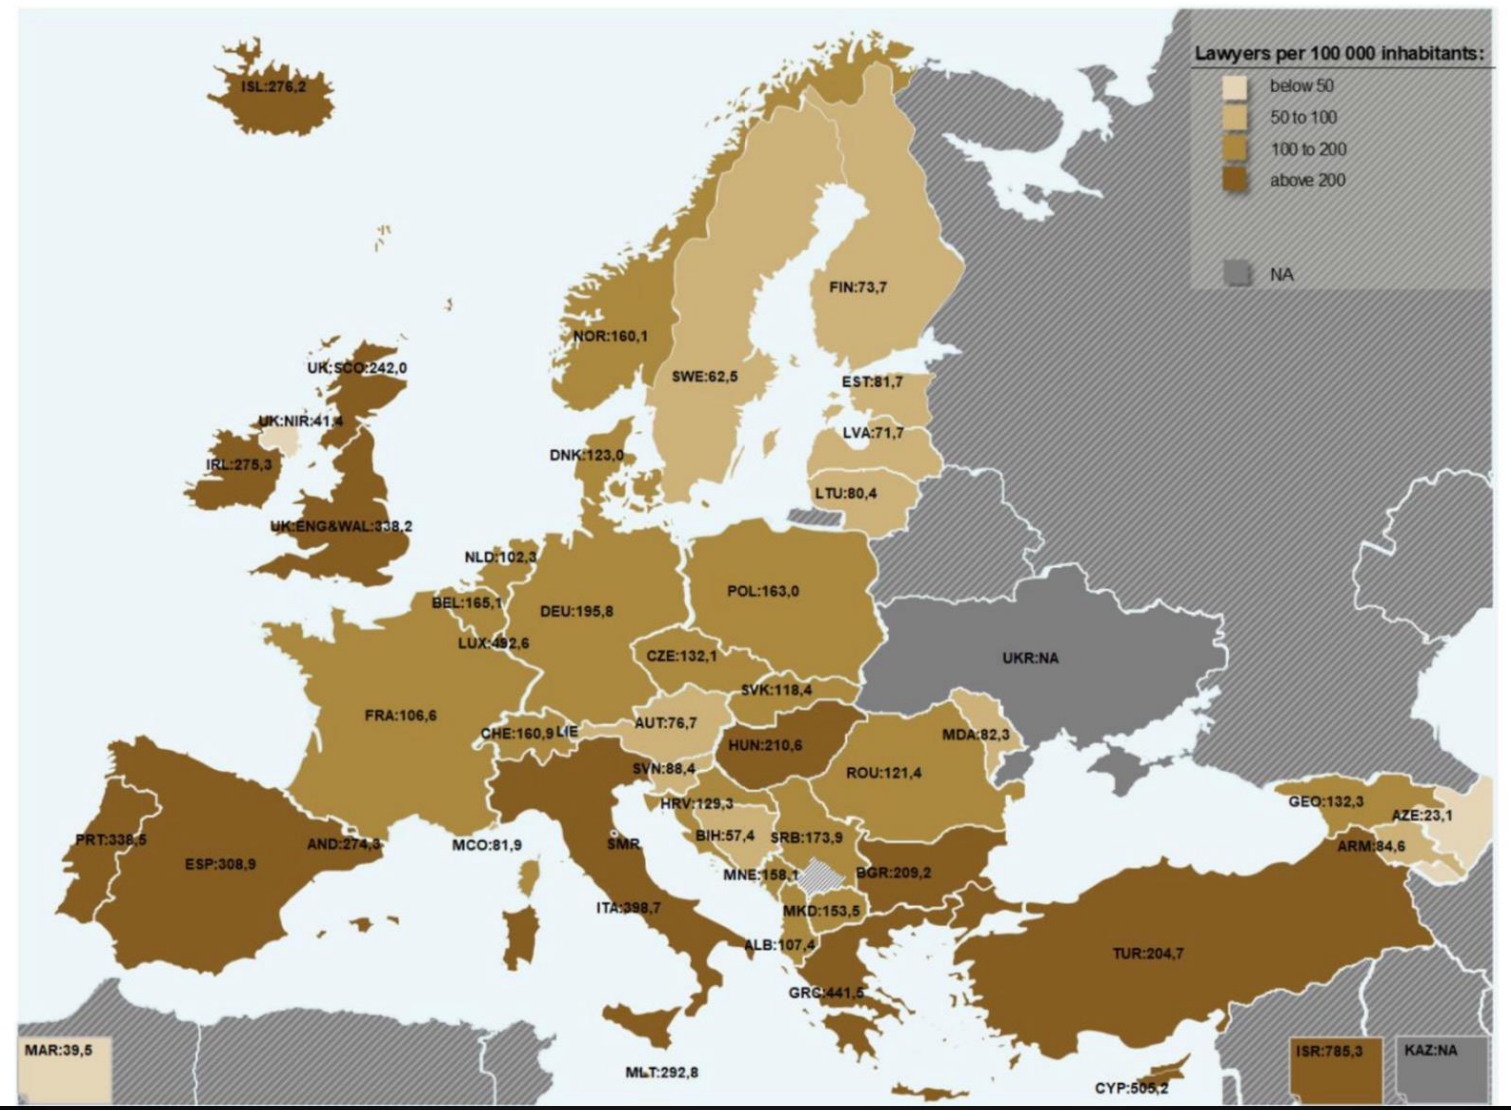 Lawyers per 100 000 inhabitants:
below 50
50 to 100
100 to 200
above 200
NA
ISL:276,2
FIN:73,7
NOR:160,1
UK:SCO:242,0
SWE:62,5
EST:81,7
UK:NIR:41,4
LVA:71,7
DNK:123,0
IRL:275,3
LTU:80,4
UK:ENG&WAL:338,2
NLD:102,3
POL:163,0
BEL:165,1
DEU:195,8
LUX:492,6
CZE:132,1
UKR:NA
SVK:118,4
FRA:106,6
AUT:76,7
CHE:160,9
LIE
MDA:82,3
HUN:210,6
SVN:88,4
ROU:121,4
HRV:129,3
GEO:132,3
AZE:23,1
PRT:338,5
AND:274,3
MCO:81,9
SMR
BIH:57,4
SRB:173,9
ARM:84,6
ESP:308,9
MNE:158,1
BGR:209,2
ITA:398,7
MKD:153,5
ALB:107,4
TUR:204,7
GRC:441,5
MAR:39,5
ISR:785,3
KAZ:NA
MLT:292,8
CYP:505,2